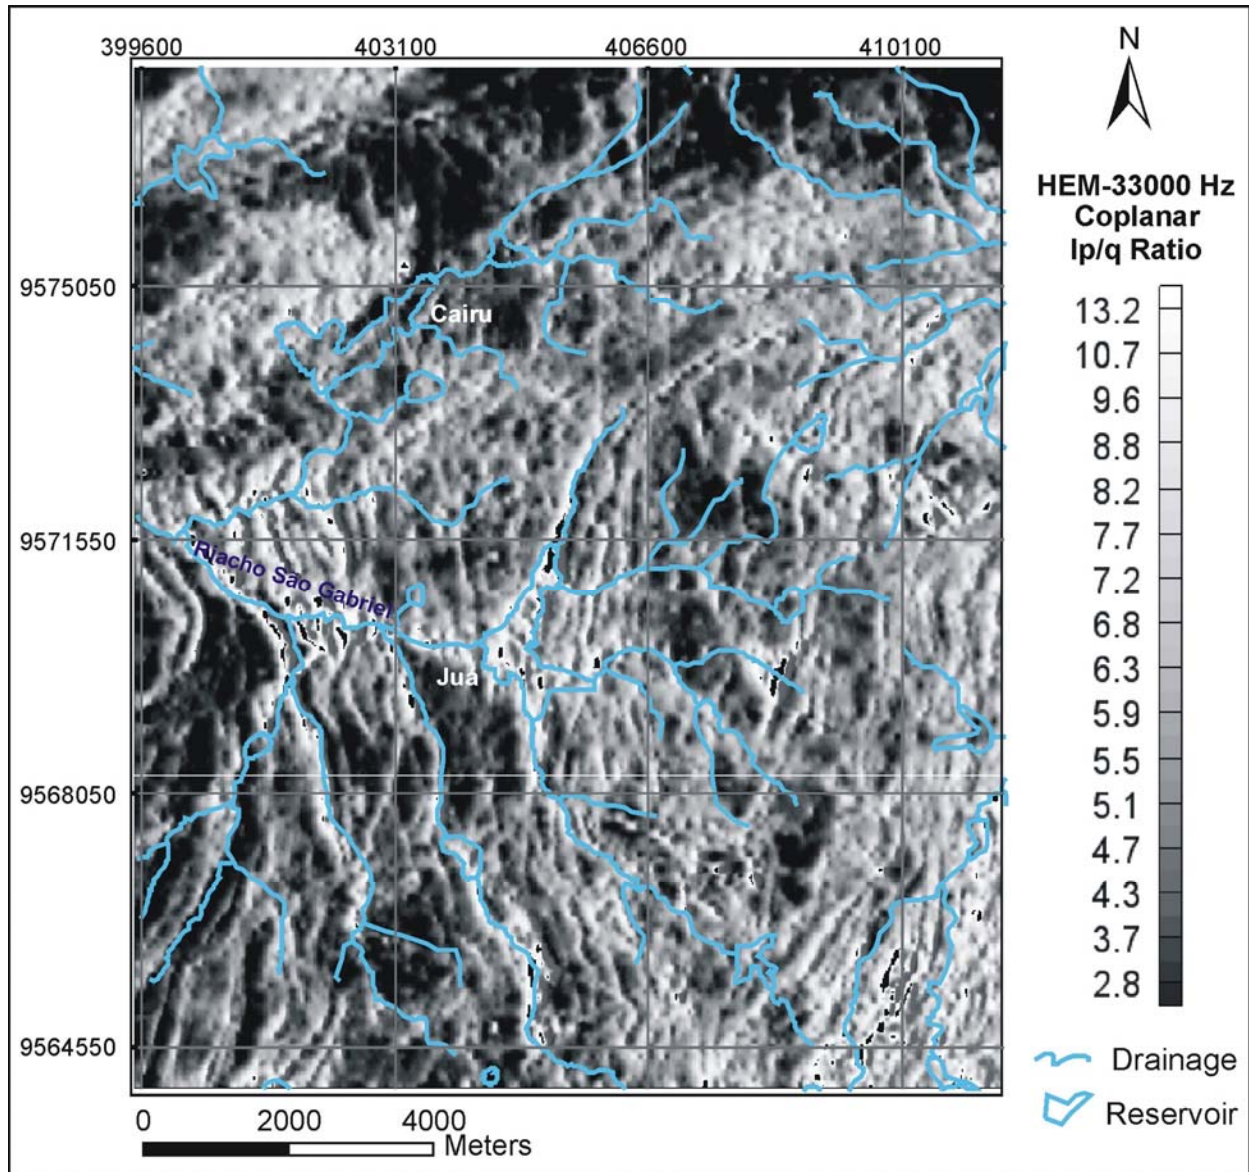 399600 403100 406600 410100
N
HEM-33000 Hz
Coplanar
Ip/q Ratio
13.2
10.7
9.6
8.8
8.2
7.7
7.2
6.8
6.3
5.9
5.5
5.1
4.7
4.3
3.7
2.8
9575050
9571550
9568050
9564550
Cairu
Riacho São Gabriel
Juá
Drainage
Reservoir
0 2000 4000
Meters